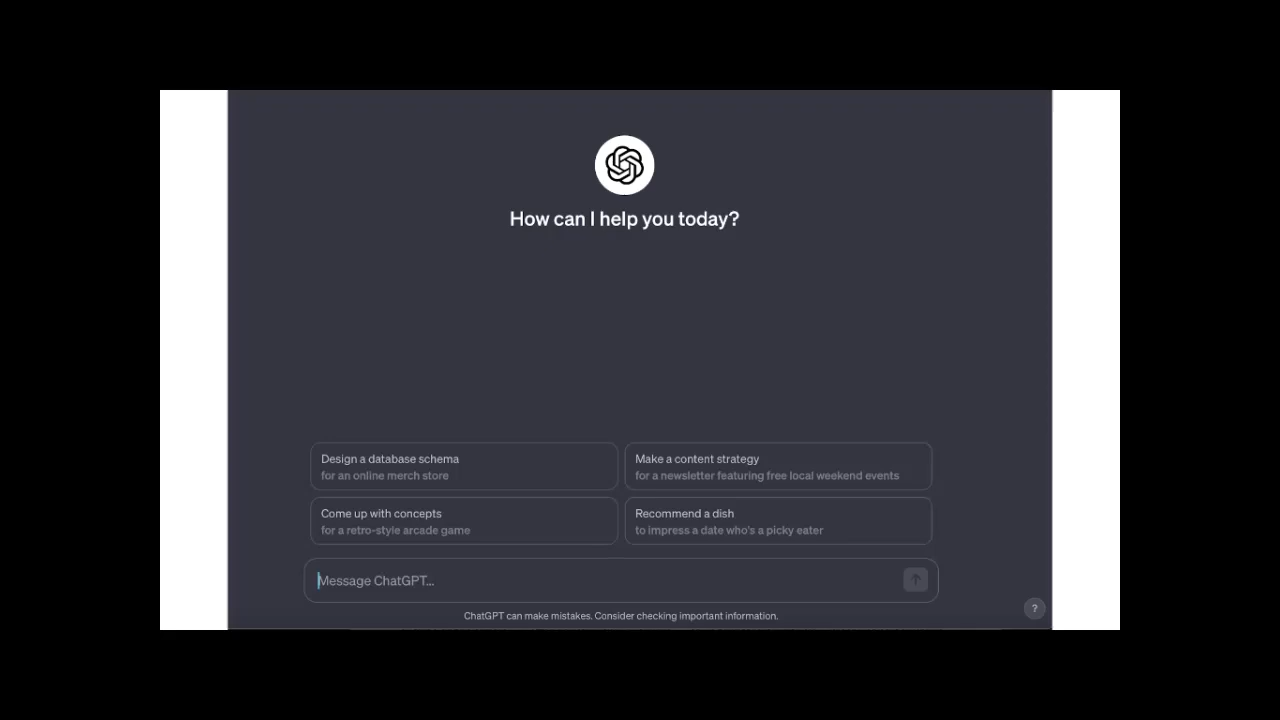 How can I help you today?
Design a database schema
for an online merch store
Make a content strategy
for a newsletter featuring free local weekend events
Come up with concepts
for a retro-style arcade game
Recommend a dish
to impress a date who's a picky eater
Message ChatGPT...
ChatGPT can make mistakes. Consider checking important information.
?